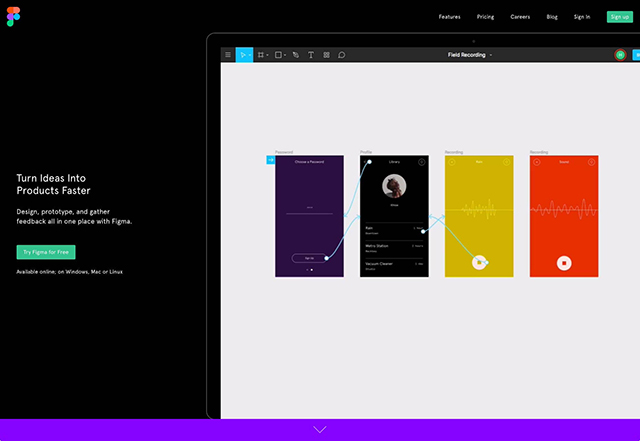 Features
Pricing
Careers
Blog
Sign In
Sign up
Field Recording
Turn Ideas Into
Products Faster
Design, prototype, and gather
feedback all in one place with Figma.
Try Figma for Free
Available online; on Windows, Mac or Linux
Password
Profile
Recording
Recording
Choose a Password
Library
Rain
Metro Station
Vacuum Cleaner